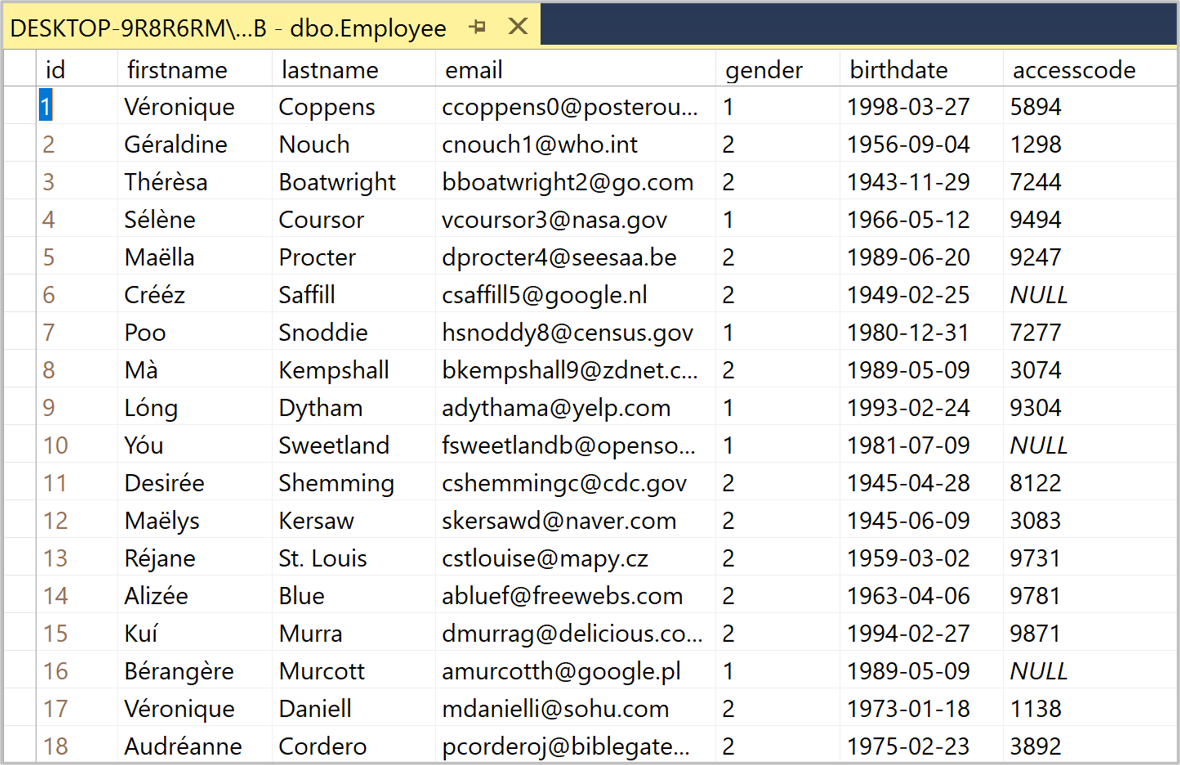 DESKTOP-9R8R6RM\...B - dbo.Employee
id firstname lastname email gender birthdate accesscode
1 Véronique Coppens ccoppens0@posterou... 1 1998-03-27 5894
2 Géraldine Nouch cnouch1@who.int 2 1956-09-04 1298
3 Thérèsa Boatwright bboatwright2@go.com 2 1943-11-29 7244
4 Sélène Coursor vcoursor3@nasa.gov 1 1966-05-12 9494
5 Maëlla Procter dprocter4@seesaa.be 2 1989-06-20 9247
6 Crééz Saffill csaffill5@google.nl 2 1949-02-25 NULL
7 Poo Snoddie hsnoddy8@census.gov 1 1980-12-31 7277
8 Mà Kempshall bkempshall9@zdnet.c... 2 1989-05-09 3074
9 Lóng Dytham adythama@yelp.com 1 1993-02-24 9304
10 Yóu Sweetland fsweetlandb@openso... 1 1981-07-09 NULL
11 Desirée Shemming cshemmingc@cdc.gov 2 1945-04-28 8122
12 Maëlys Kersaw skersawd@naver.com 2 1945-06-09 3083
13 Réjane St. Louis cstlouise@mapy.cz 2 1959-03-02 9731
14 Alizée Blue abluef@freewebs.com 2 1963-04-06 9781
15 Kuí Murra dmurrag@delicious.co... 2 1994-02-27 9871
16 Bérangère Murcott amurcotth@google.pl 1 1989-05-09 NULL
17 Véronique Daniell mdanielli@sohu.com 2 1973-01-18 1138
18 Audréanne Cordero pcorderoj@biblegate... 2 1975-02-23 3892